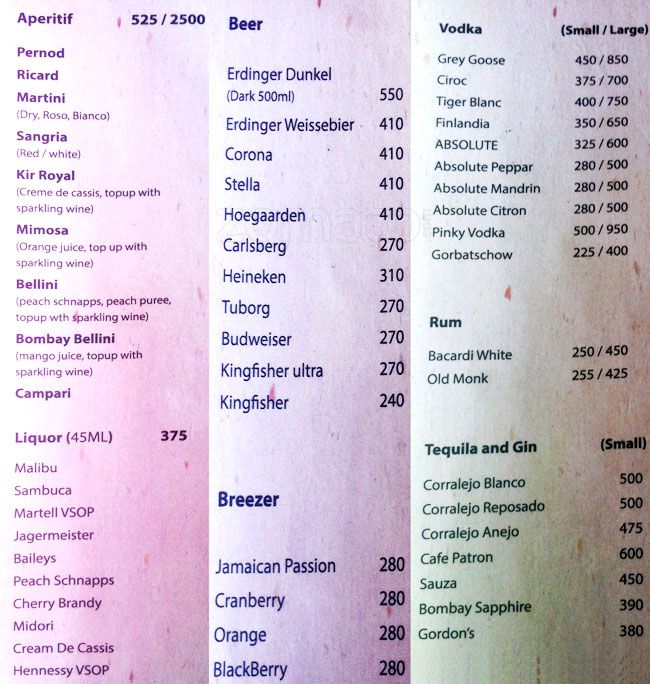 Aperitif 525 / 2500
Pernod
Ricard
Martini
(Dry, Roso, Bianco)
Sangria
(Red / white)
Kir Royal
(Creme de cassis, topup with
sparkling wine)
Mimosa
(Orange juice, top up with
sparkling wine)
Bellini
(peach schnapps, peach puree,
topup wth sparkling wine)
Bombay Bellini
(mango juice, topup with
sparkling wine)
Campari
Liquor (45ML) 375
Malibu
Sambuca
Martell VSOP
Jagermeister
Baileys
Peach Schnapps
Cherry Brandy
Midori
Cream De Cassis
Hennessy VSOP
Beer
Erdinger Dunkel
(Dark 500ml) 550
Erdinger Weissebier 410
Corona 410
Stella 410
Hoegaarden 410
Carlsberg 270
Heineken 310
Tuborg 270
Budweiser 270
Kingfisher ultra 270
Kingfisher 240
Breezer
Jamaican Passion 280
Cranberry 280
Orange 280
BlackBerry 280
Vodka (Small / Large)
Grey Goose 450 / 850
Ciroc 375 / 700
Tiger Blanc 400 / 750
Finlandia 350 / 650
ABSOLUTE 325 / 600
Absolute Peppar 280 / 500
Absolute Mandrin 280 / 500
Absolute Citron 280 / 500
Pinky Vodka 500 / 950
Gorbatschow 225 / 400
Rum
Bacardi White 250 / 450
Old Monk 255 / 425
Tequila and Gin (Small)
Corralejo Blanco 500
Corralejo Reposado 500
Corralejo Anejo 475
Cafe Patron 600
Sauza 450
Bombay Sapphire 390
Gordon's 380